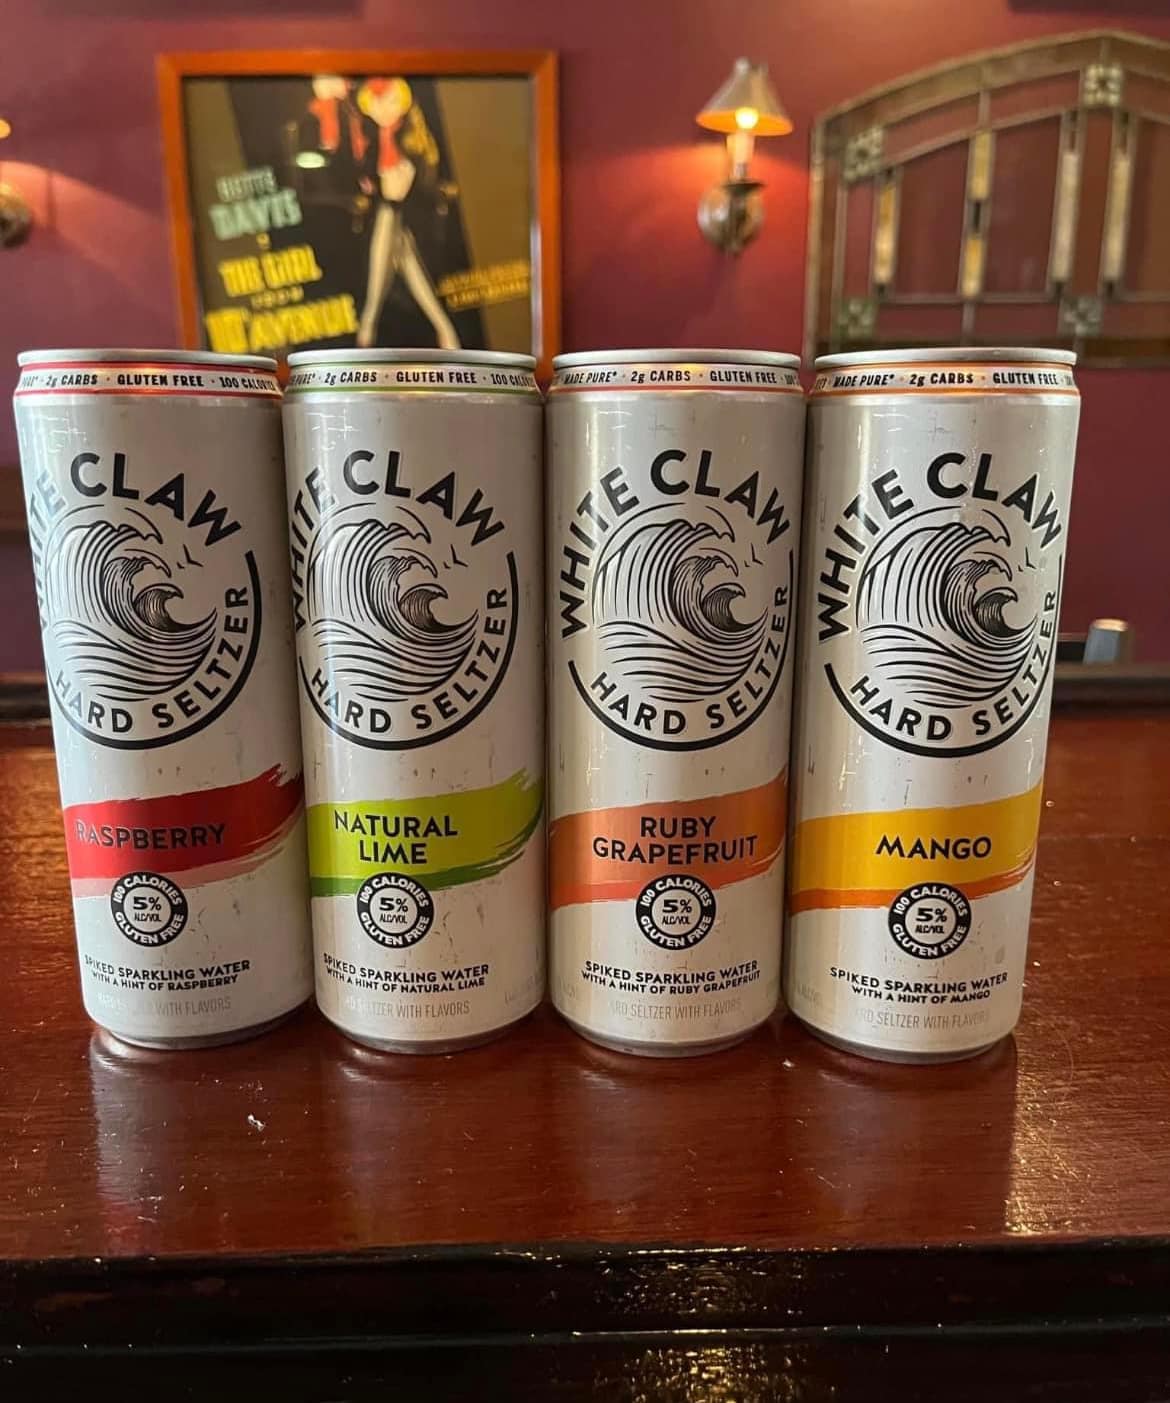 BETTE
DAVIS
THE GIRL
FROM
10th AVENUE
2g CARBS · GLUTEN FREE · 100 CALORIES
WHITE CLAW
HARD SELTZER
RASPBERRY
100 CALORIES
5%
ALC/VOL
GLUTEN FREE
SPIKED SPARKLING WATER
WITH A HINT OF RASPBERRY
WITH FLAVORS
PURE* · 2g CARBS · GLUTEN FREE · 100
WHITE CLAW
HARD SELTZER
NATURAL
LIME
100 CALORIES
5%
ALC/VOL
GLUTEN FREE
SPIKED SPARKLING WATER
WITH A HINT OF NATURAL LIME
SELTZER WITH FLAVORS
MADE PURE* · 2g CARBS · GLUTEN FREE ·
WHITE CLAW
HARD SELTZER
RUBY
GRAPEFRUIT
100 CALORIES
5%
ALC/VOL
GLUTEN FREE
SPIKED SPARKLING WATER
WITH A HINT OF RUBY GRAPEFRUIT
HARD SELTZER WITH FLAVORS
MADE PURE* · 2g CARBS · GLUTEN FREE ·
WHITE CLAW
HARD SELTZER
MANGO
100 CALORIES
5%
ALC/VOL
GLUTEN FREE
SPIKED SPARKLING WATER
WITH A HINT OF MANGO
HARD SELTZER WITH FLAVORS